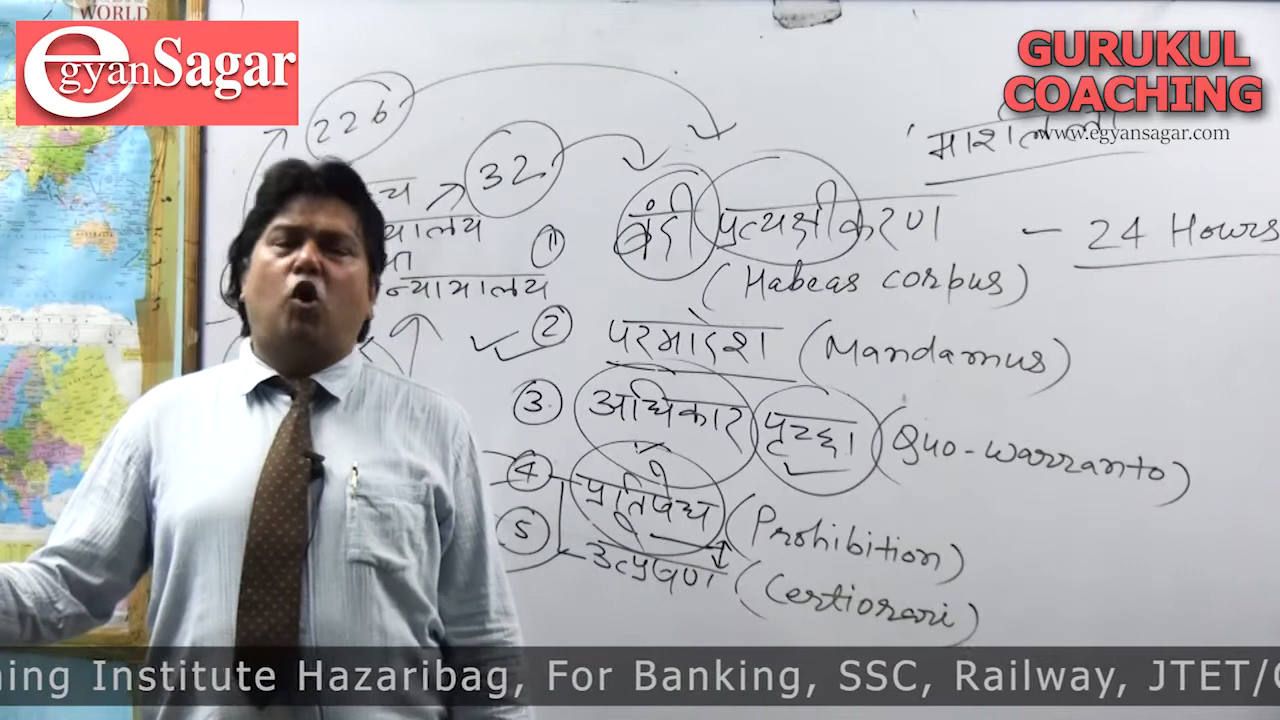 WORLD
egyanSagar
GURUKUL
COACHING
www.egyansagar.com
226
32
यालय
न्यायालय
1 बंदी प्रत्यक्षीकरण - 24 Hours
(Habeas corpus)
2 परमादेश (Mandamus)
3 अधिकार पृच्छा (Quo-warranto)
4 प्रतिषेध (Prohibition)
5 उत्प्रेषण (Certiorari)
ning Institute Hazaribag, For Banking, SSC, Railway, JTET/